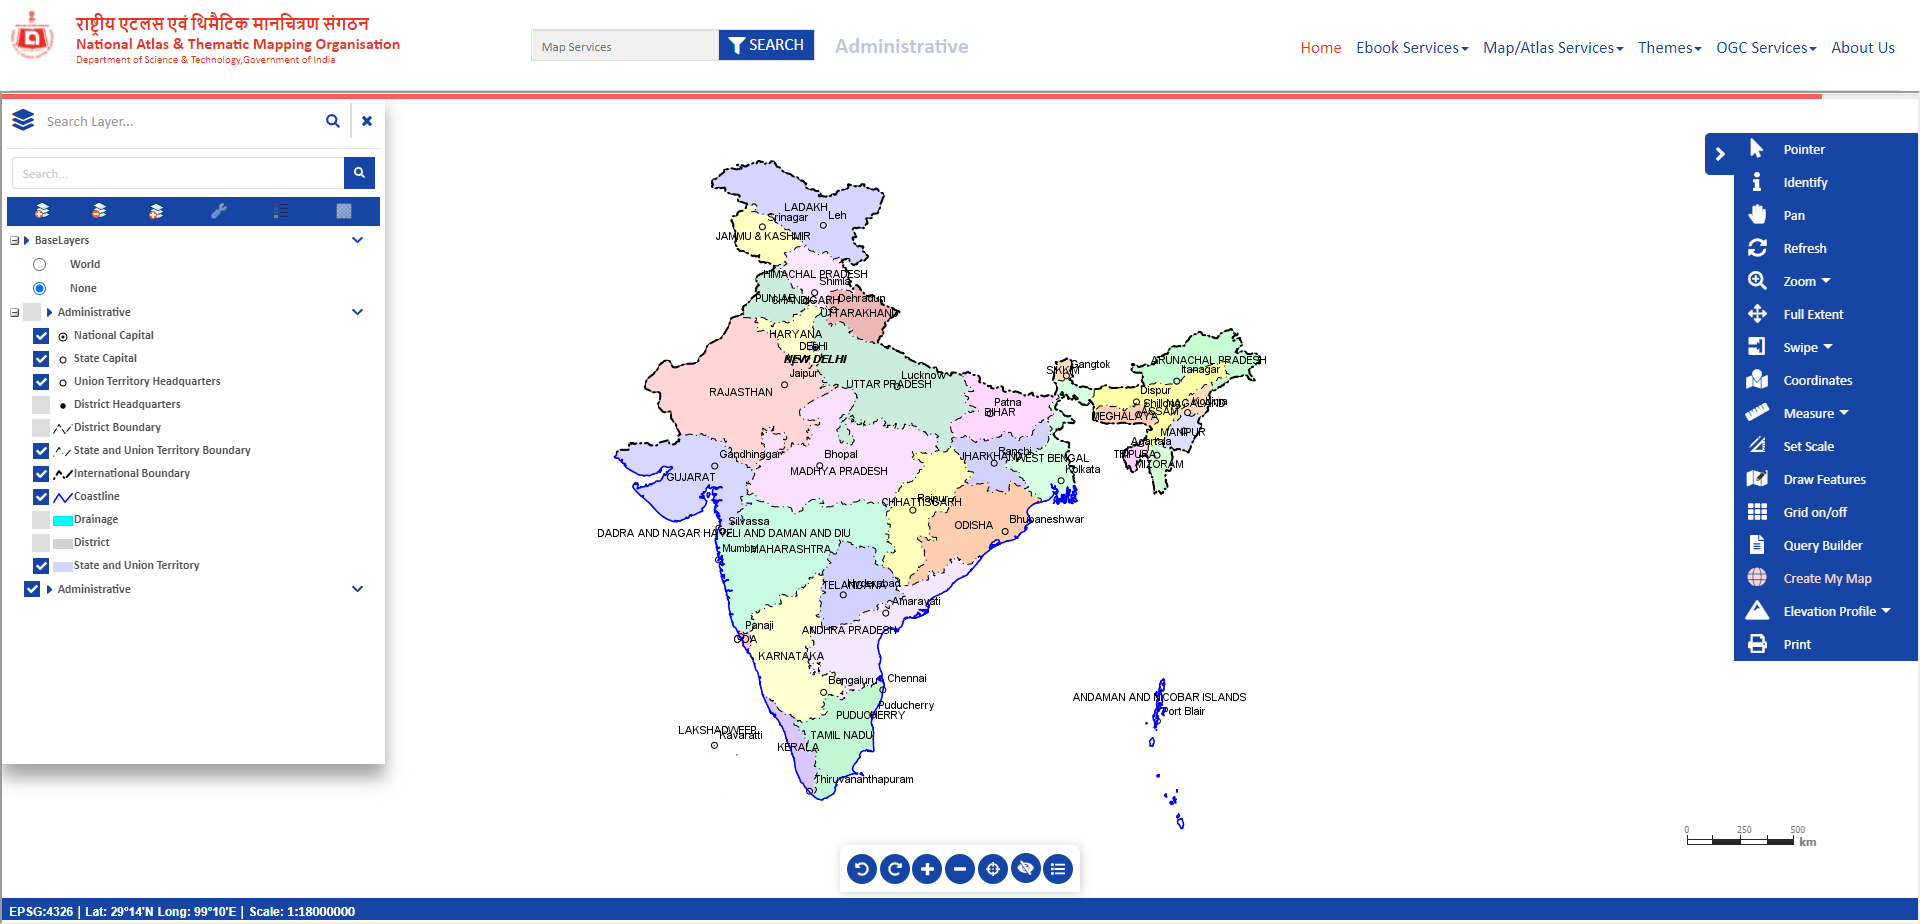 राष्ट्रीय एटलस एवं थिमैटिक मानचित्रण संगठन
National Atlas & Thematic Mapping Organisation
Department of Science & Technology,Government of India
Map Services
SEARCH
Administrative
Home
Ebook Services
Map/Atlas Services
Themes
OGC Services
About Us
Search Layer...
Search...
BaseLayers
World
None
Administrative
National Capital
State Capital
Union Territory Headquarters
District Headquarters
District Boundary
State and Union Territory Boundary
International Boundary
Coastline
Drainage
District
State and Union Territory
Administrative
LADAKH
Srinagar
Leh
JAMMU & KASHMIR
HIMACHAL PRADESH
Shimla
PUNJAB
CHANDIGARH
Dehradun
UTTARAKHAND
HARYANA
DELHI
NEW DELHI
Jaipur
RAJASTHAN
Lucknow
UTTAR PRADESH
Gangtok
SIKKIM
ARUNACHAL PRADESH
Itanagar
Dispur
Shillong
NAGALAND
Kohima
MEGHALAYA
ASSAM
MANIPUR
Agartala
TRIPURA
MIZORAM
Patna
BIHAR
Ranchi
JHARKHAND
WEST BENGAL
Kolkata
Gandhinagar
GUJARAT
Bhopal
MADHYA PRADESH
Raipur
CHHATTISGARH
ODISHA
Bhubaneshwar
Silvassa
DADRA AND NAGAR HAVELI AND DAMAN AND DIU
Mumbai
MAHARASHTRA
TELANGANA
Hyderabad
Amaravati
ANDHRA PRADESH
Panaji
GOA
KARNATAKA
Bengaluru
Chennai
Puducherry
PUDUCHERRY
LAKSHADWEEP
Kavaratti
TAMIL NADU
KERALA
Thiruvananthapuram
ANDAMAN AND NICOBAR ISLANDS
Port Blair
Pointer
Identify
Pan
Refresh
Zoom
Full Extent
Swipe
Coordinates
Measure
Set Scale
Draw Features
Grid on/off
Query Builder
Create My Map
Elevation Profile
Print
0 250 500
km
EPSG:4326 | Lat: 29°14'N Long: 99°10'E | Scale: 1:18000000